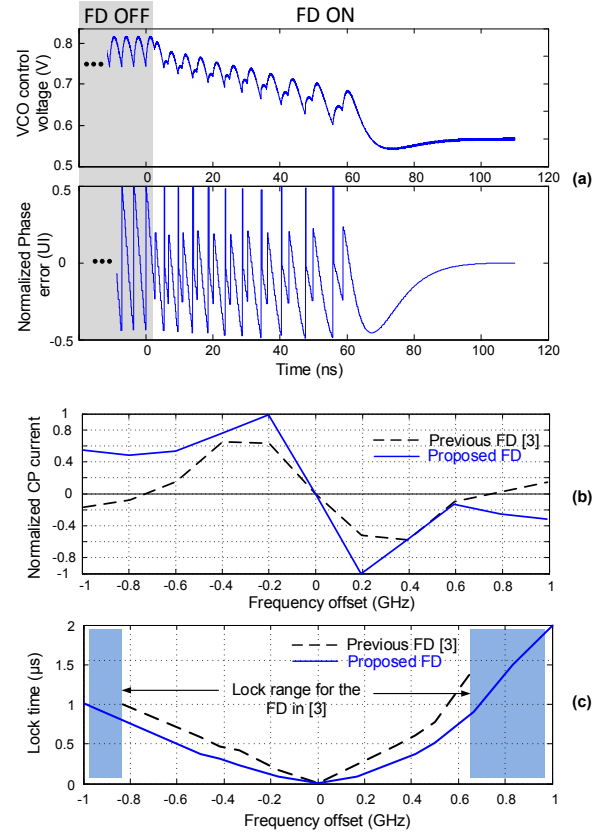 FD OFF FD ON
VCO control
voltage (V)
0.8
0.7
0.6
0.5
0 20 40 60 80 100 120
(a)
Normalized Phase
error (UI)
0.5
0
-0.5
0 20 40 60 80 100 120
Time (ns)
Normalized CP current
1
0.8
0.4
0
-0.4
-0.8
-1
Previous FD [3]
Proposed FD
(b)
-1 -0.8 -0.6 -0.4 -0.2 0 0.2 0.4 0.6 0.8 1
Frequency offset (GHz)
Lock time (µs)
2
1.5
1
0.5
0
Previous FD [3]
Proposed FD
Lock range for the
FD in [3]
(c)
-1 -0.8 -0.6 -0.4 -0.2 0 0.2 0.4 0.6 0.8 1
Frequency offset (GHz)